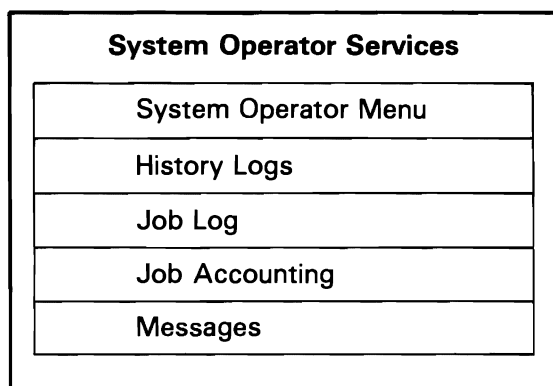 System Operator Services
System Operator Menu
History Logs
Job Log
Job Accounting
Messages